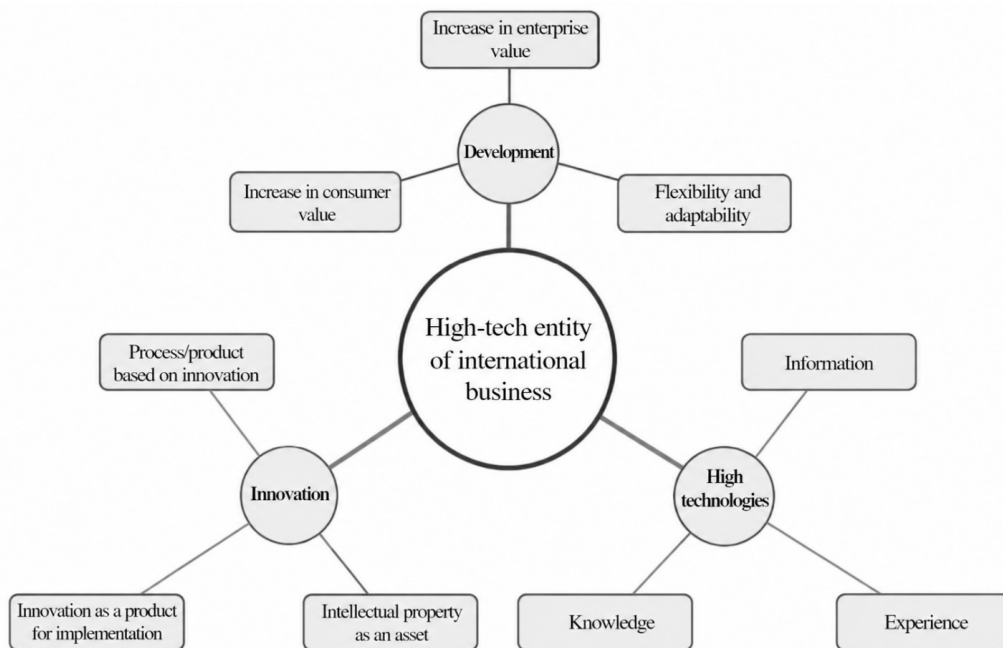 Increase in enterprise
value
Development
Increase in consumer
value
Flexibility and
adaptability
High-tech entity
of international
business
Process/product
based on innovation
Information
Innovation
High
technologies
Innovation as a product
for implementation
Intellectual property
as an asset
Knowledge
Experience